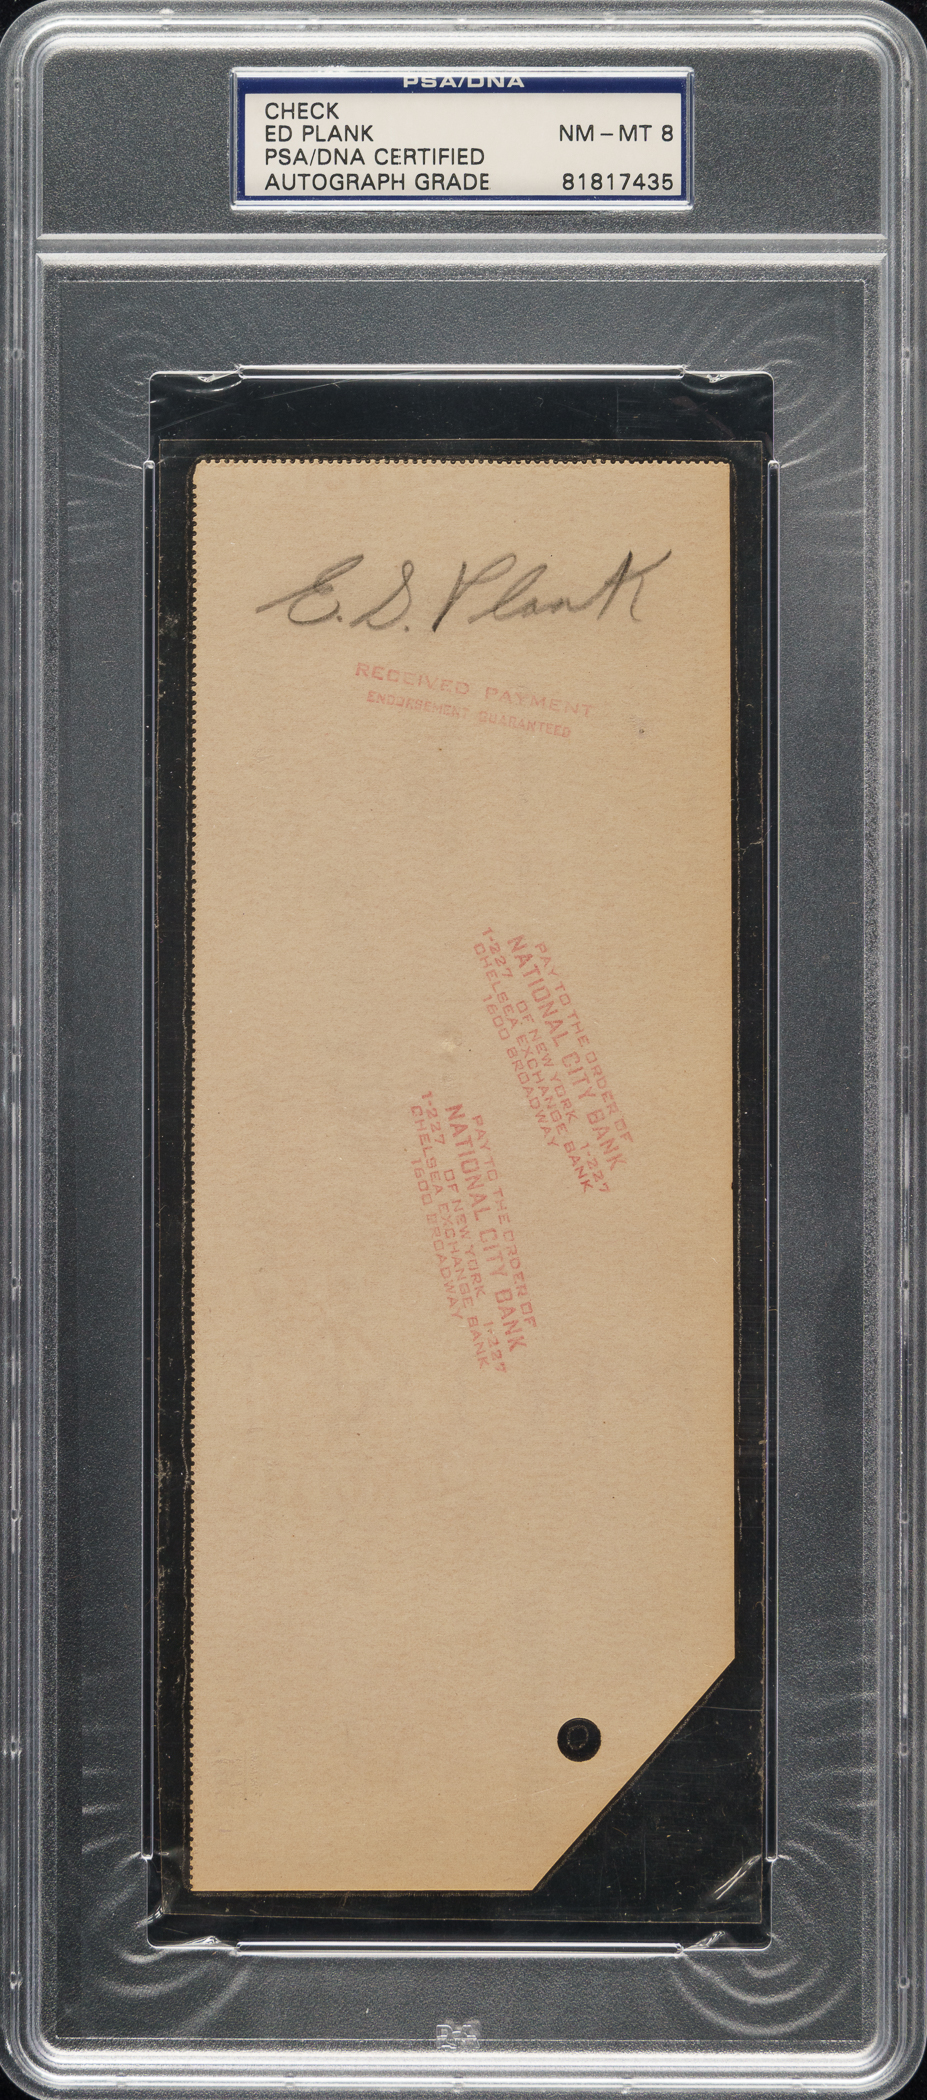 PSA/DNA
CHECK
ED PLANK
NM-MT 8
PSA/DNA CERTIFIED
AUTOGRAPH GRADE
81817435
E. S. Plank
RECEIVED PAYMENT
ENDORSEMENT GUARANTEED
PAY TO THE ORDER OF
NATIONAL CITY BANK
1-227 OF NEW YORK 1-227
CHELSEA EXCHANGE BANK
1600 BROADWAY
PAY TO THE ORDER OF
NATIONAL CITY BANK
1-227 OF NEW YORK 1-227
CHELSEA EXCHANGE BANK
1600 BROADWAY